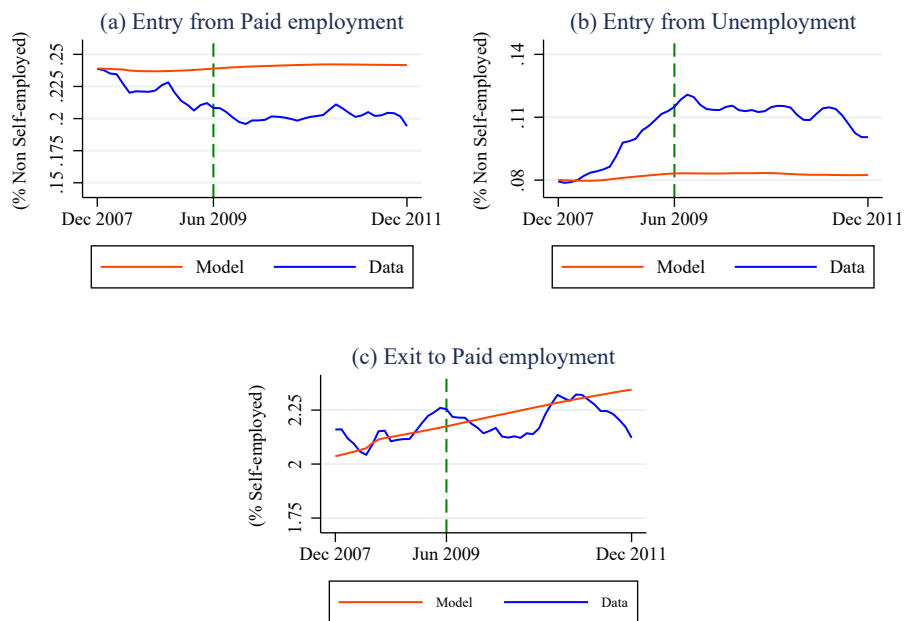 (a) Entry from Paid employment
(% Non Self-employed)
.15 .175 .2 .225 .25
Dec 2007 Jun 2009 Dec 2011
Model Data
(b) Entry from Unemployment
(% Non Self-employed)
.08 .11 .14
Dec 2007 Jun 2009 Dec 2011
Model Data
(c) Exit to Paid employment
(% Self-employed)
1.75 2 2.25
Dec 2007 Jun 2009 Dec 2011
Model Data